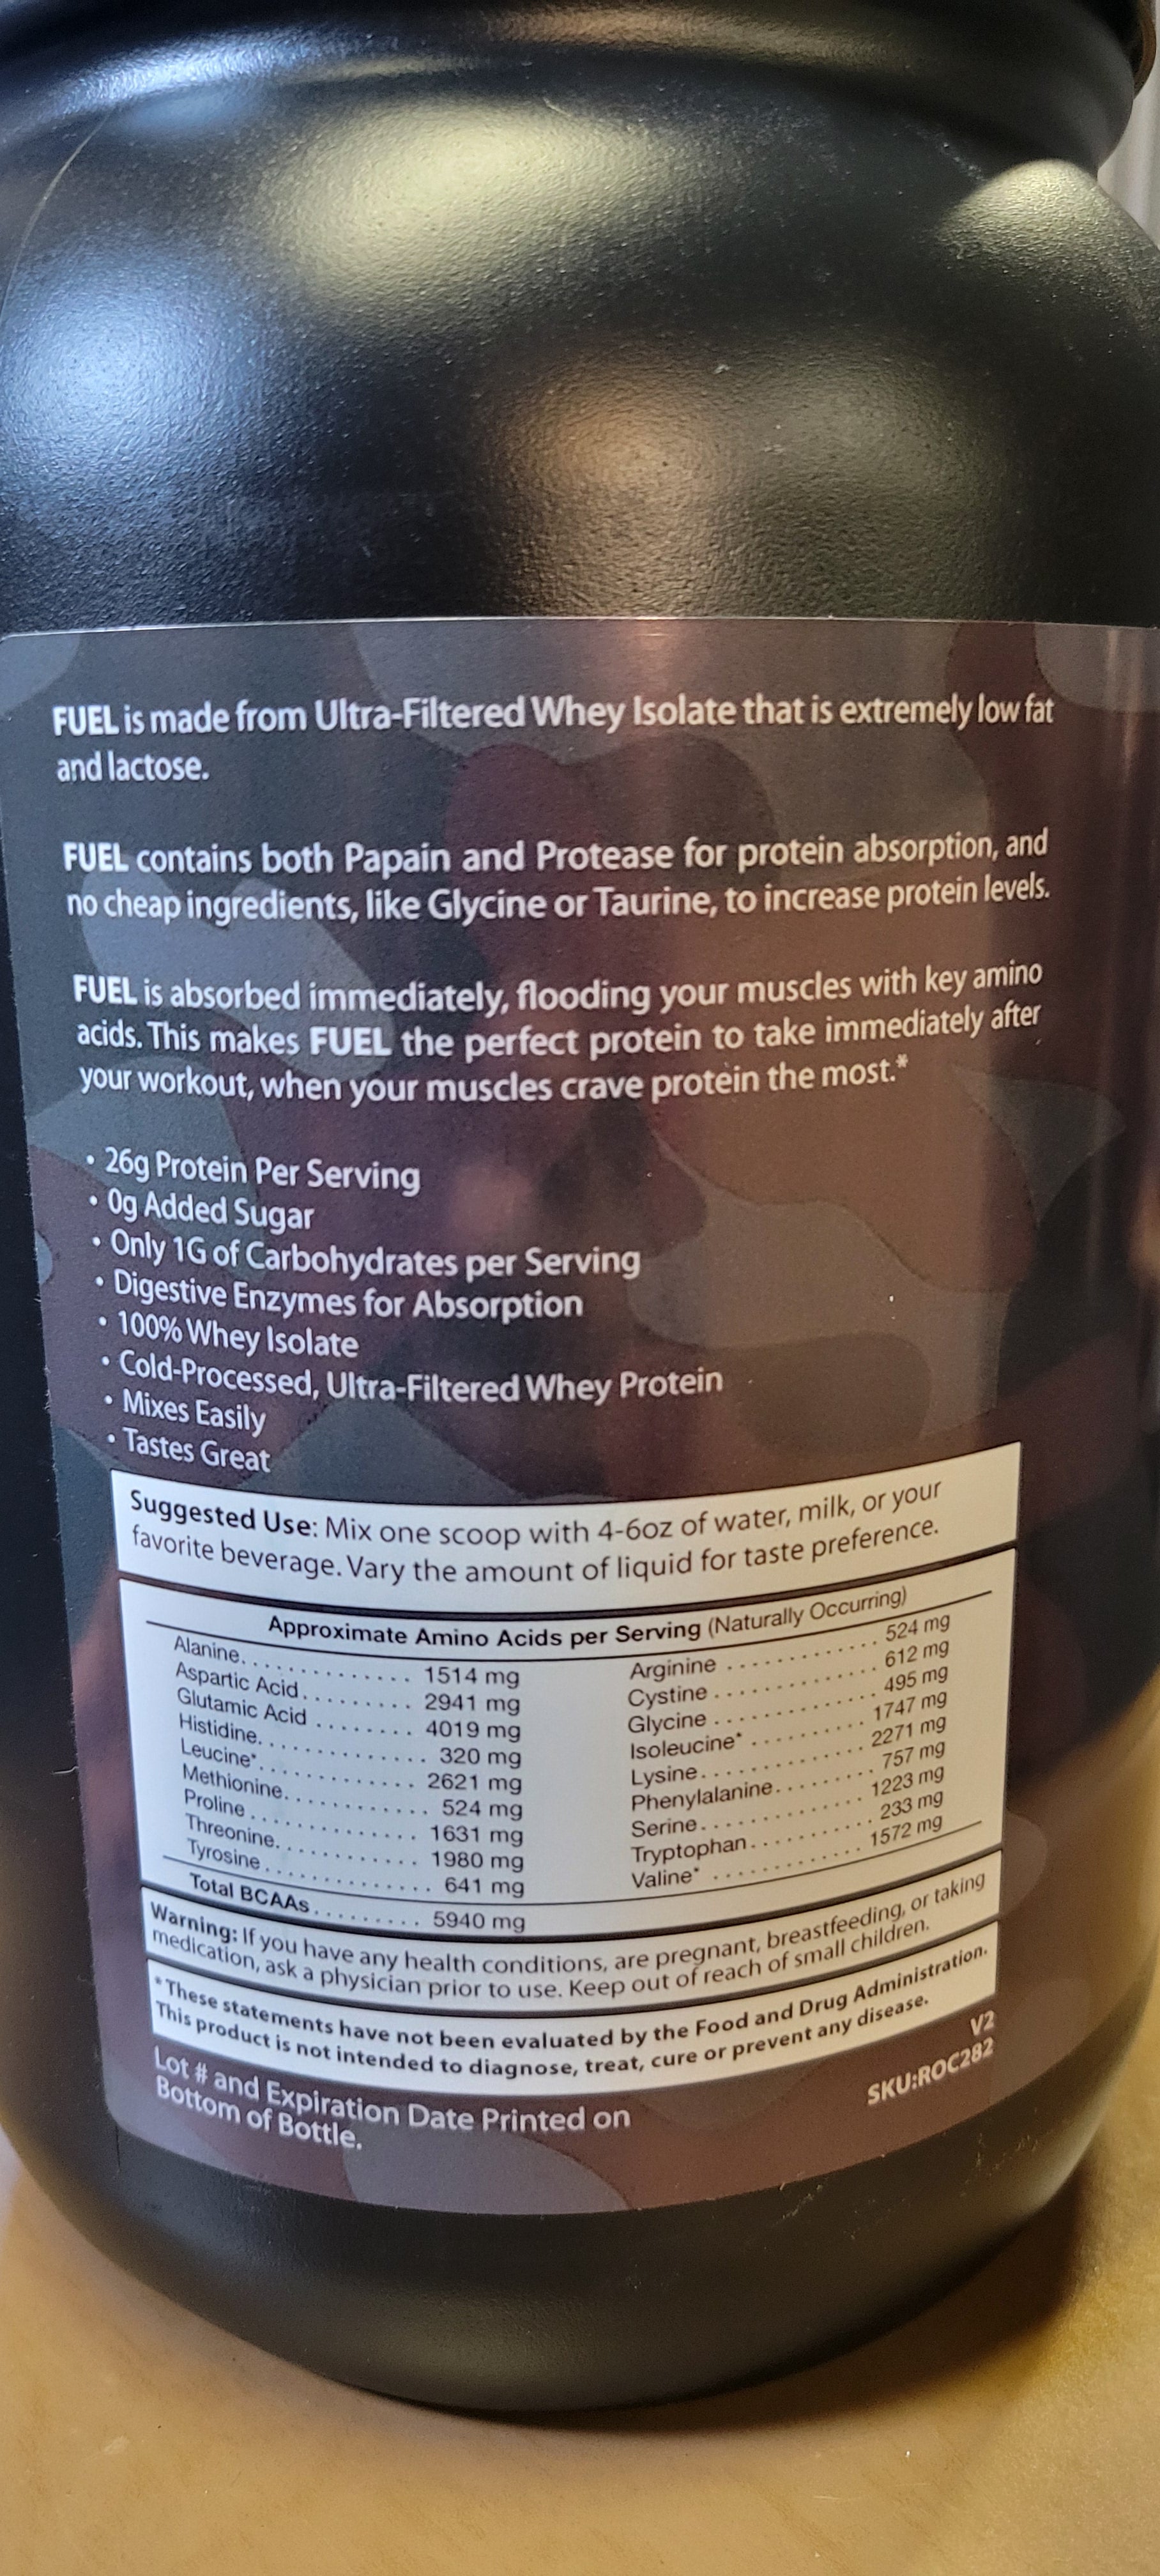 FUEL is made from Ultra-Filtered Whey Isolate that is extremely low fat
and lactose.
FUEL contains both Papain and Protease for protein absorption, and
no cheap ingredients, like Glycine or Taurine, to increase protein levels.
FUEL is absorbed immediately, flooding your muscles with key amino
acids. This makes FUEL the perfect protein to take immediately after
your workout, when your muscles crave protein the most.*
• 26g Protein Per Serving
• 0g Added Sugar
• Only 1G of Carbohydrates per Serving
• Digestive Enzymes for Absorption
• 100% Whey Isolate
• Cold-Processed, Ultra-Filtered Whey Protein
• Mixes Easily
• Tastes Great
Suggested Use: Mix one scoop with 4-6oz of water, milk, or your
favorite beverage. Vary the amount of liquid for taste preference.
Approximate Amino Acids per Serving (Naturally Occurring)
Alanine. . . . . . . . . . . . . . 1514 mg
Aspartic Acid. . . . . . . . . 2941 mg
Glutamic Acid . . . . . . . . 4019 mg
Histidine. . . . . . . . . . . . . . 320 mg
Leucine*. . . . . . . . . . . . . 2621 mg
Methionine. . . . . . . . . . . . 524 mg
Proline . . . . . . . . . . . . . . 1631 mg
Threonine. . . . . . . . . . . . 1980 mg
Tyrosine . . . . . . . . . . . . . . 641 mg
Total BCAAs . . . . . . . . . 5940 mg
Arginine . . . . . . . . . . . . 524 mg
Cystine . . . . . . . . . . . . . 612 mg
Glycine . . . . . . . . . . . . . 495 mg
Isoleucine* . . . . . . . . . 1747 mg
Lysine. . . . . . . . . . . . . 2271 mg
Phenylalanine. . . . . . . . 757 mg
Serine. . . . . . . . . . . . . 1223 mg
Tryptophan . . . . . . . . . . 233 mg
Valine* . . . . . . . . . . . . 1572 mg
Warning: If you have any health conditions, are pregnant, breastfeeding, or taking
medication, ask a physician prior to use. Keep out of reach of small children.
*These statements have not been evaluated by the Food and Drug Administration.
This product is not intended to diagnose, treat, cure or prevent any disease.
Lot # and Expiration Date Printed on
Bottom of Bottle.
V2
SKU:ROC282